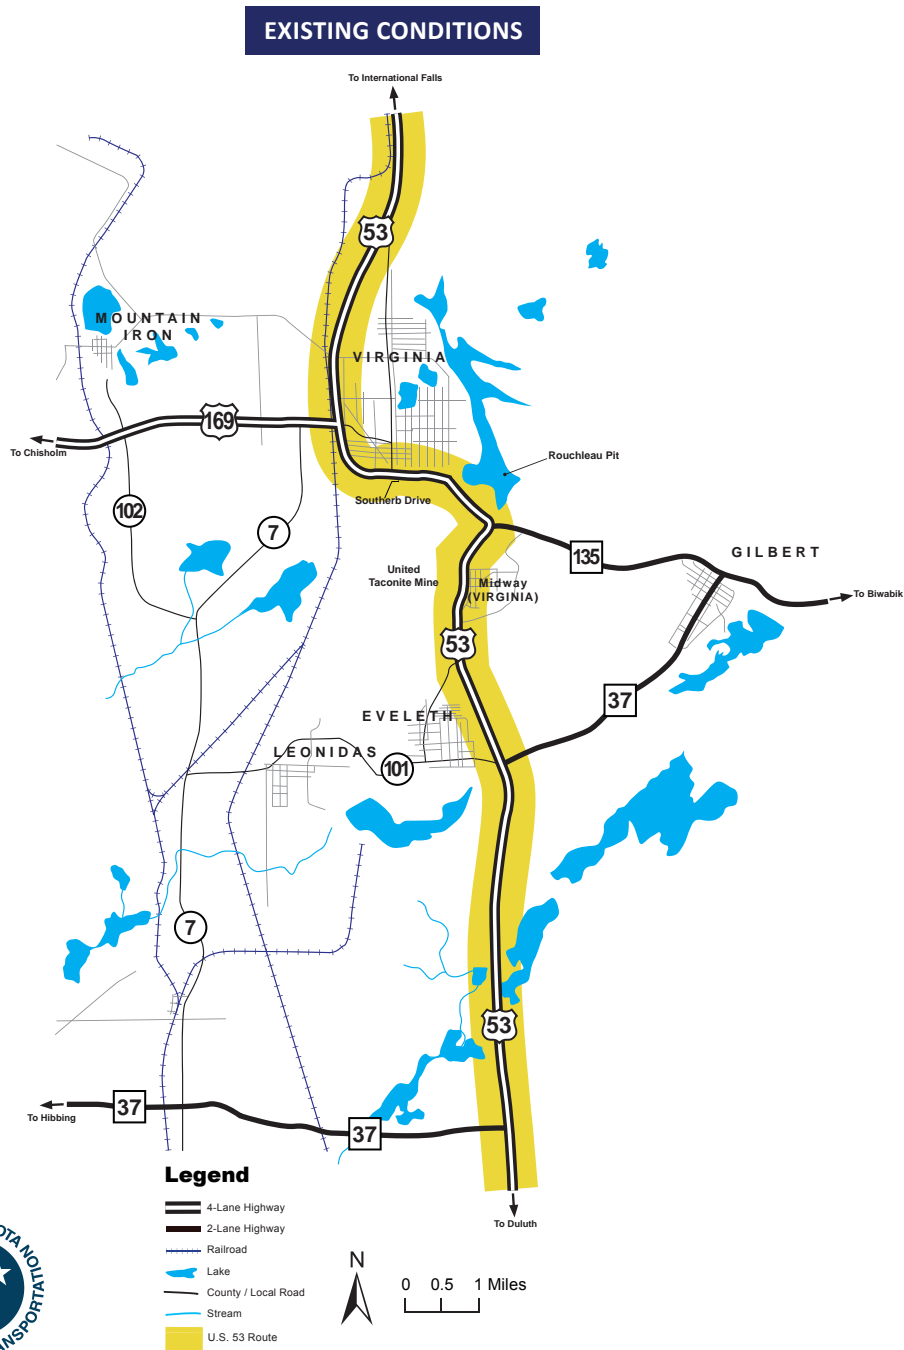 EXISTING CONDITIONS
To International Falls
53
MOUNTAIN
IRON
VIRGINIA
169
To Chisholm
Rouchleau Pit
Southerb Drive
102
7
135
GILBERT
United
Taconite Mine
Midway
(VIRGINIA)
To Biwabik
53
37
EVELETH
LEONIDAS
101
7
53
37
To Hibbing
37
Legend
4-Lane Highway
2-Lane Highway
Railroad
Lake
County / Local Road
Stream
U.S. 53 Route
To Duluth
N
0 0.5 1 Miles